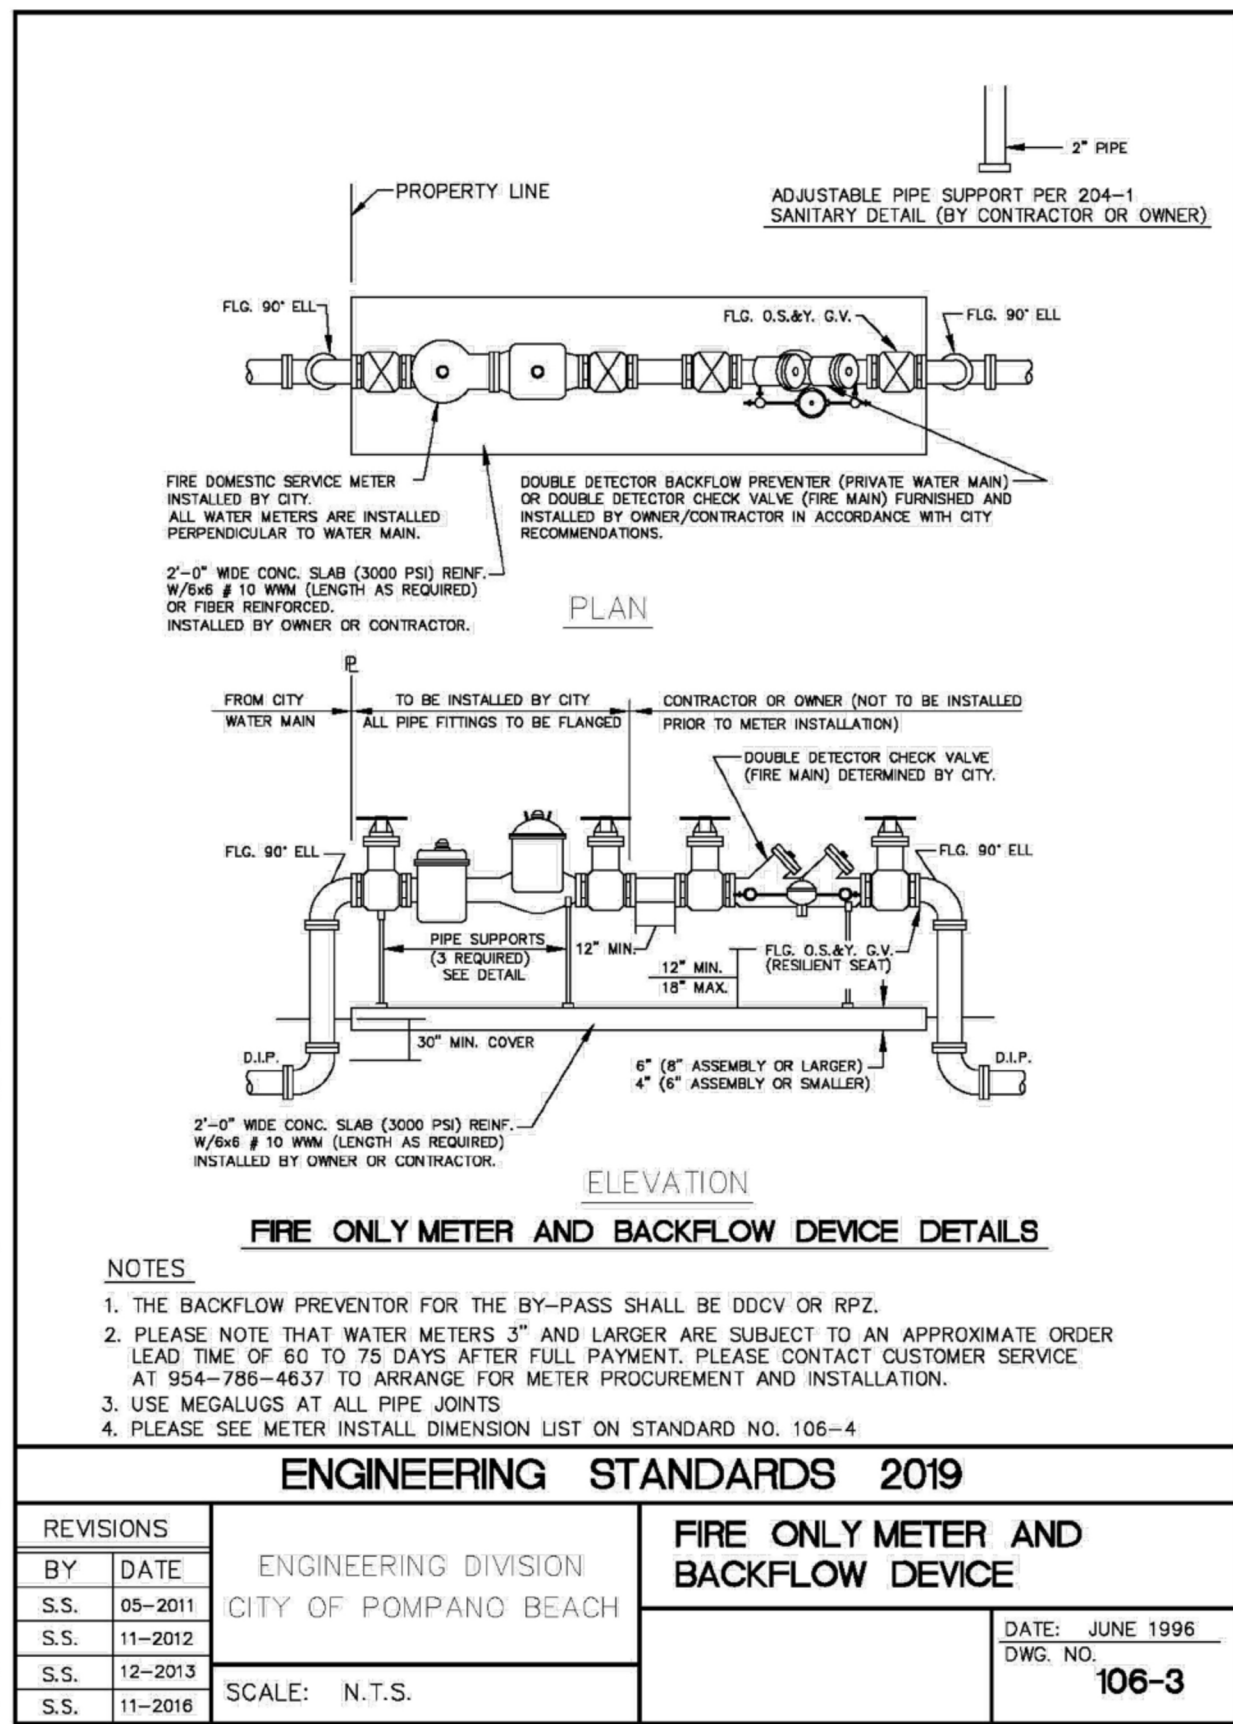 2" PIPE
ADJUSTABLE PIPE SUPPORT PER 204-1
SANITARY DETAIL (BY CONTRACTOR OR OWNER)
PROPERTY LINE
FLG. 90° ELL
FLG. O.S.&Y. G.V.
FLG. 90° ELL
FIRE DOMESTIC SERVICE METER
INSTALLED BY CITY.
ALL WATER METERS ARE INSTALLED
PERPENDICULAR TO WATER MAIN.
DOUBLE DETECTOR BACKFLOW PREVENTER (PRIVATE WATER MAIN)
OR DOUBLE DETECTOR CHECK VALVE (FIRE MAIN) FURNISHED AND
INSTALLED BY OWNER/CONTRACTOR IN ACCORDANCE WITH CITY
RECOMMENDATIONS.
2'-0" WIDE CONC. SLAB (3000 PSI) REINF.
W/6x6 # 10 WWM (LENGTH AS REQUIRED)
OR FIBER REINFORCED.
INSTALLED BY OWNER OR CONTRACTOR.
PLAN
PL
FROM CITY
WATER MAIN
TO BE INSTALLED BY CITY
ALL PIPE FITTINGS TO BE FLANGED
CONTRACTOR OR OWNER (NOT TO BE INSTALLED
PRIOR TO METER INSTALLATION)
DOUBLE DETECTOR CHECK VALVE
(FIRE MAIN) DETERMINED BY CITY.
FLG. 90° ELL
FLG. 90° ELL
PIPE SUPPORTS
(3 REQUIRED)
SEE DETAIL
12" MIN.
12" MIN.
18" MAX.
FLG. O.S.&Y. G.V.
(RESILIENT SEAT)
30" MIN. COVER
D.I.P.
D.I.P.
6" (8" ASSEMBLY OR LARGER)
4" (6" ASSEMBLY OR SMALLER)
2'-0" WIDE CONC. SLAB (3000 PSI) REINF.
W/6x6 # 10 WWM (LENGTH AS REQUIRED)
INSTALLED BY OWNER OR CONTRACTOR.
ELEVATION
FIRE ONLY METER AND BACKFLOW DEVICE DETAILS
NOTES
1. THE BACKFLOW PREVENTOR FOR THE BY-PASS SHALL BE DDCV OR RPZ.
2. PLEASE NOTE THAT WATER METERS 3" AND LARGER ARE SUBJECT TO AN APPROXIMATE ORDER
LEAD TIME OF 60 TO 75 DAYS AFTER FULL PAYMENT. PLEASE CONTACT CUSTOMER SERVICE
AT 954-786-4637 TO ARRANGE FOR METER PROCUREMENT AND INSTALLATION.
3. USE MEGALUGS AT ALL PIPE JOINTS
4. PLEASE SEE METER INSTALL DIMENSION LIST ON STANDARD NO. 106-4
ENGINEERING STANDARDS 2019
REVISIONS
BY DATE
S.S. 05-2011
S.S. 11-2012
S.S. 12-2013
S.S. 11-2016
ENGINEERING DIVISION
CITY OF POMPANO BEACH
SCALE: N.T.S.
FIRE ONLY METER AND
BACKFLOW DEVICE
DATE: JUNE 1996
DWG. NO.
106-3